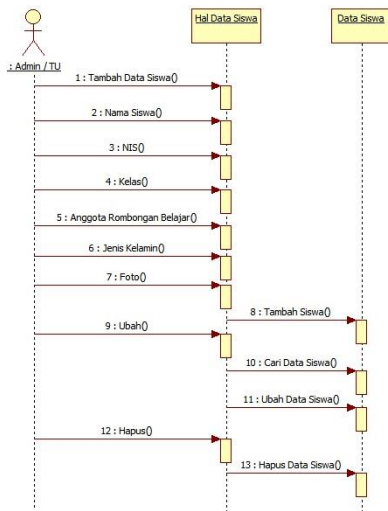 Hal Data Siswa
Data Siswa
: Admin / TU
1 : Tambah Data Siswa()
2 : Nama Siswa()
3 : NIS()
4 : Kelas()
5 : Anggota Rombongan Belajar()
6 : Jenis Kelamin()
7 : Foto()
8 : Tambah Siswa()
9 : Ubah()
10 : Cari Data Siswa()
11 : Ubah Data Siswa()
12 : Hapus()
13 : Hapus Data Siswa()